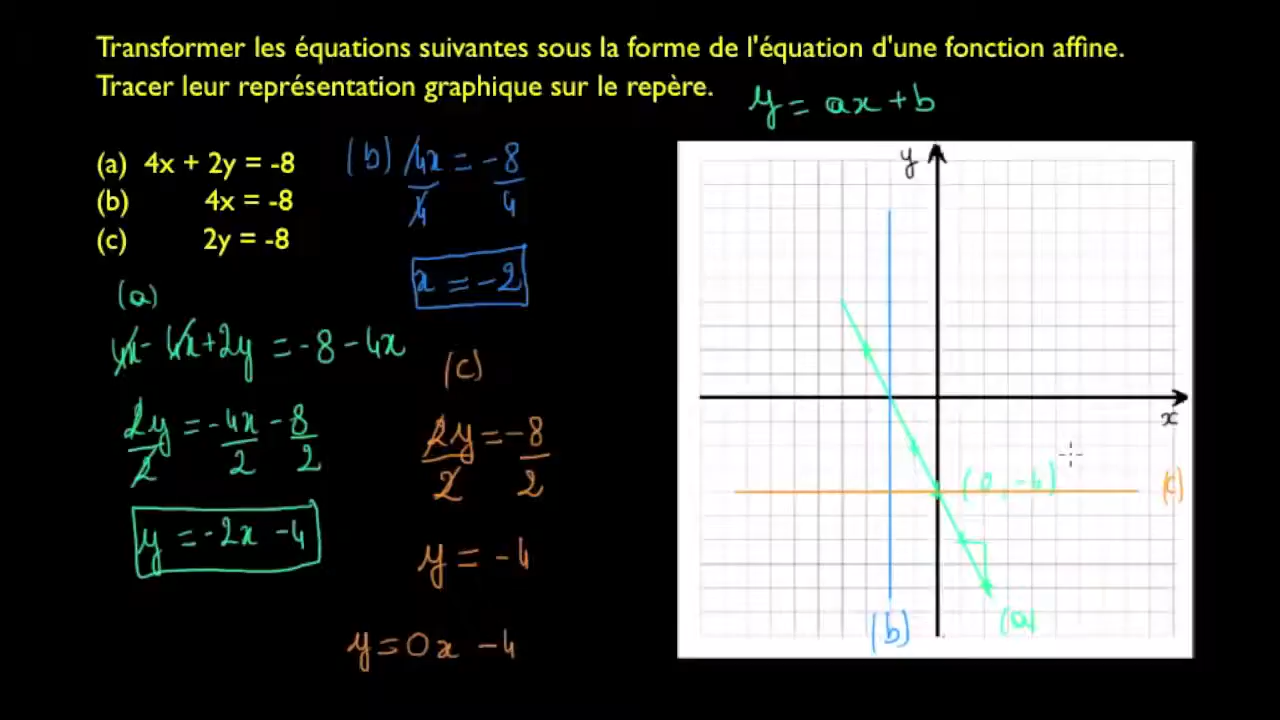 Transformer les équations suivantes sous la forme de l'équation d'une fonction affine.
Tracer leur représentation graphique sur le repère.
y = ax + b
(a) 4x + 2y = -8
(b) 4x = -8
(c) 2y = -8
(b) 4x/4 = -8/4
x = -2
(a)
4x - 4x + 2y = -8 - 4x
2y/2 = -4x/2 - 8/2
y = -2x - 4
(c)
2y/2 = -8/2
y = -4
y = 0x - 4
y
x
(0, -4)
(c)
(b)
(a)